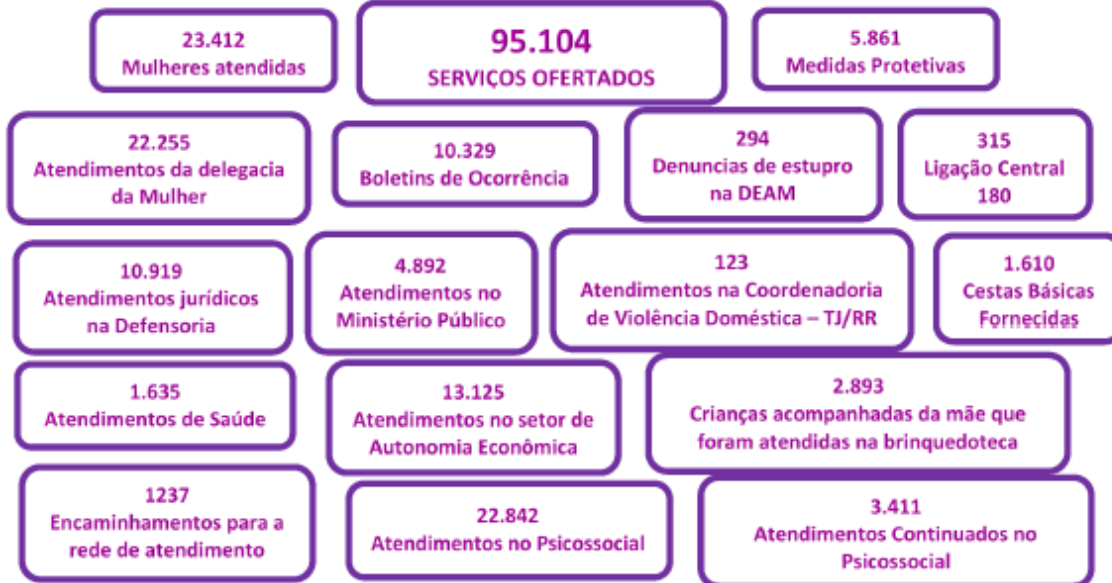 23.412
Mulheres atendidas
95.104
SERVIÇOS OFERTADOS
5.861
Medidas Protetivas
22.255
Atendimentos da delegacia
da Mulher
10.329
Boletins de Ocorrência
294
Denuncias de estupro
na DEAM
315
Ligação Central
180
10.919
Atendimentos jurídicos
na Defensoria
4.892
Atendimentos no
Ministério Público
123
Atendimentos na Coordenadoria
de Violência Doméstica – TJ/RR
1.610
Cestas Básicas
Fornecidas
1.635
Atendimentos de Saúde
13.125
Atendimentos no setor de
Autonomia Econômica
2.893
Crianças acompanhadas da mãe que
foram atendidas na brinquedoteca
1237
Encaminhamentos para a
rede de atendimento
22.842
Atendimentos no Psicossocial
3.411
Atendimentos Continuados no
Psicossocial